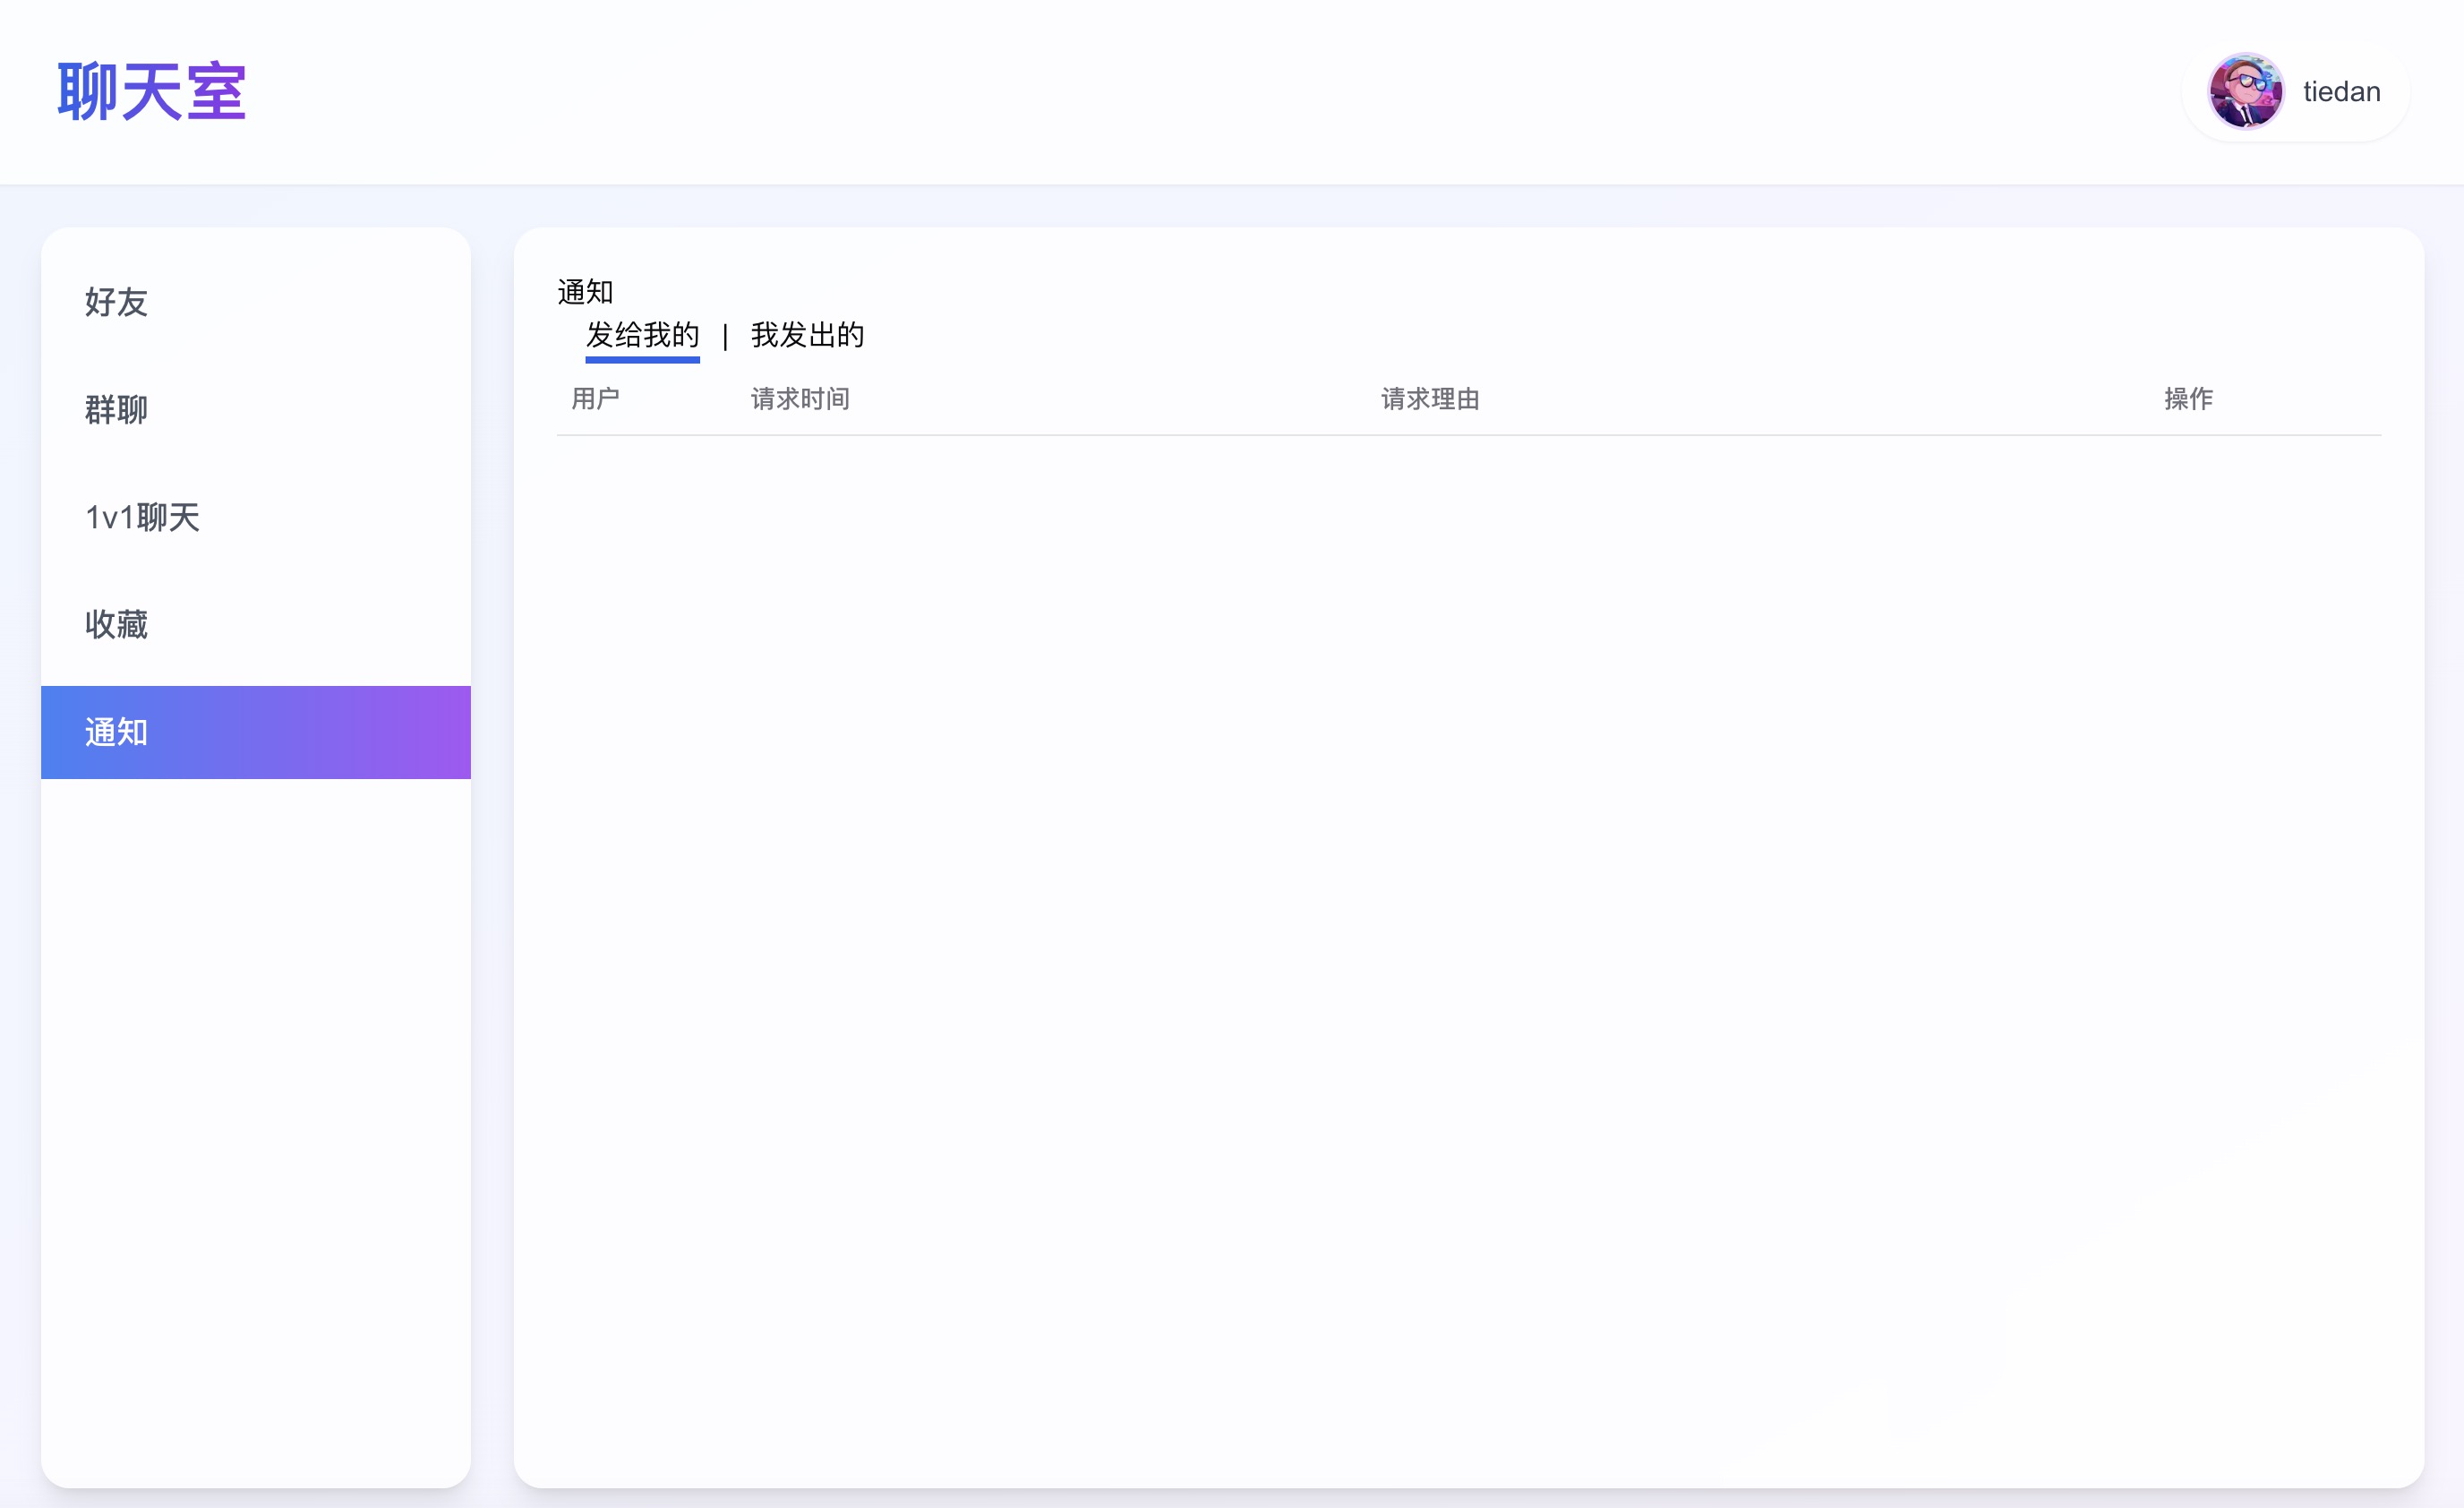 聊天室
tiedan
好友
群聊
1v1聊天
收藏
通知
通知
发给我的 | 我发出的
用户 请求时间 请求理由 操作